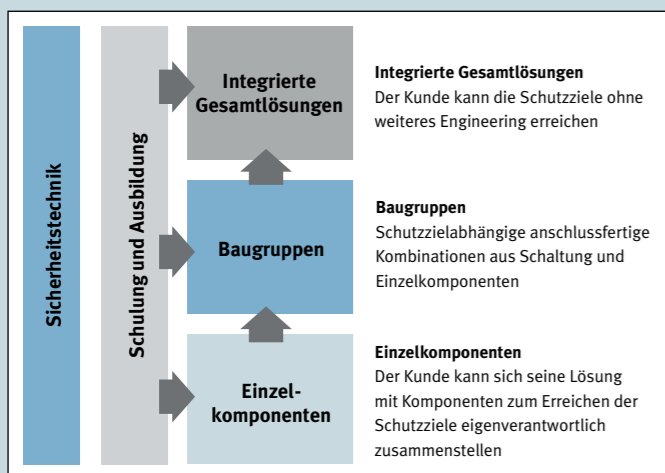 Sicherheitstechnik
Schulung und Ausbildung
Integrierte
Gesamtlösungen
Integrierte Gesamtlösungen
Der Kunde kann die Schutzziele ohne
weiteres Engineering erreichen
Baugruppen
Baugruppen
Schutzzielabhängige anschlussfertige
Kombinationen aus Schaltung und
Einzelkomponenten
Einzel-
komponenten
Einzelkomponenten
Der Kunde kann sich seine Lösung
mit Komponenten zum Erreichen der
Schutzziele eigenverantwortlich
zusammenstellen